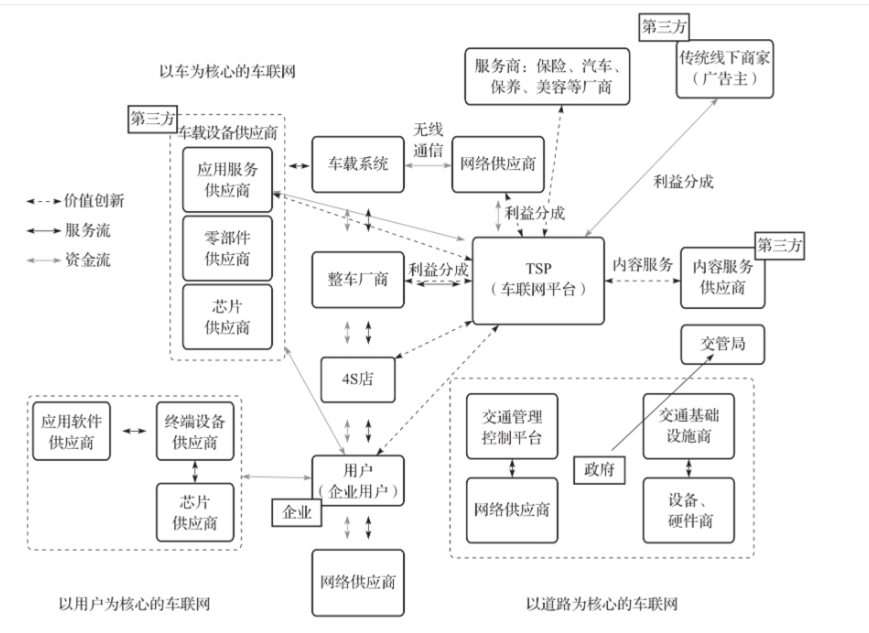 第三方
以车为核心的车联网
服务商：保险、汽车、
保养、美容等厂商
传统线下商家
（广告主）
第三方
车载设备供应商
无线
通信
应用服务
供应商
车载系统
网络供应商
利益分成
价值创新
服务流
资金流
利益分成
零部件
供应商
整车厂商
利益分成
TSP
（车联网平台）
内容服务
第三方
内容服务
供应商
芯片
供应商
交管局
4S店
应用软件
供应商
终端设备
供应商
交通管理
控制平台
交通基础
设施商
用户
（企业用户）
政府
企业
芯片
供应商
网络供应商
设备、
硬件商
网络供应商
以用户为核心的车联网
以道路为核心的车联网